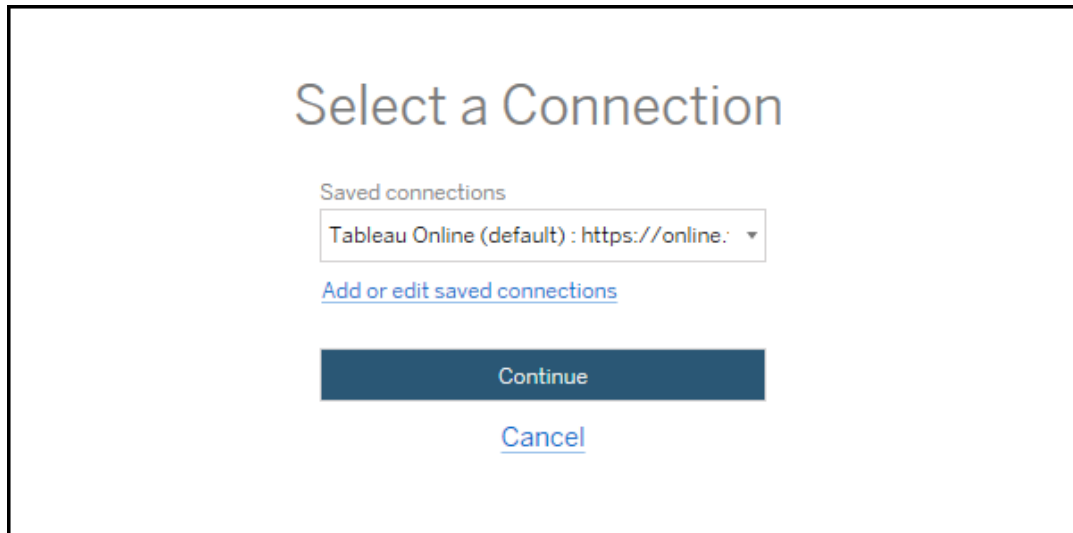 Select a Connection
Saved connections
Tableau Online (default) : https://online.
Add or edit saved connections
Continue
Cancel